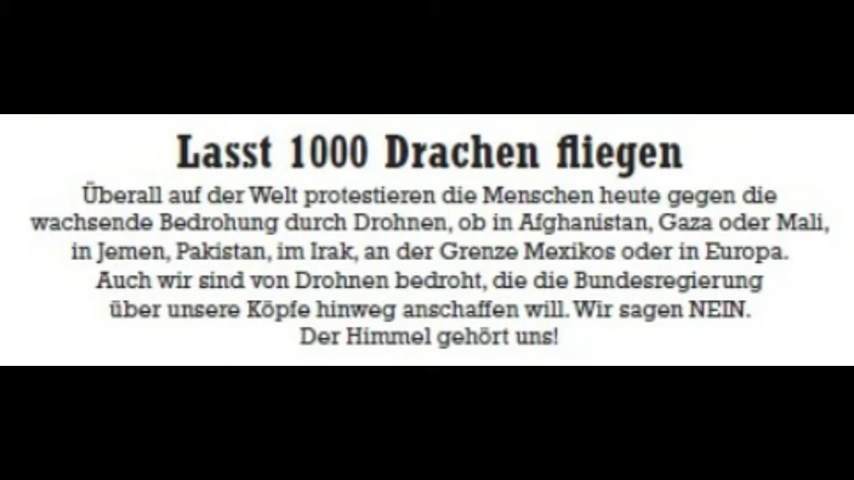 Lasst 1000 Drachen fliegen
Überall auf der Welt protestieren die Menschen heute gegen die
wachsende Bedrohung durch Drohnen, ob in Afghanistan, Gaza oder Mali,
in Jemen, Pakistan, im Irak, an der Grenze Mexikos oder in Europa.
Auch wir sind von Drohnen bedroht, die die Bundesregierung
über unsere Köpfe hinweg anschaffen will. Wir sagen NEIN.
Der Himmel gehört uns!